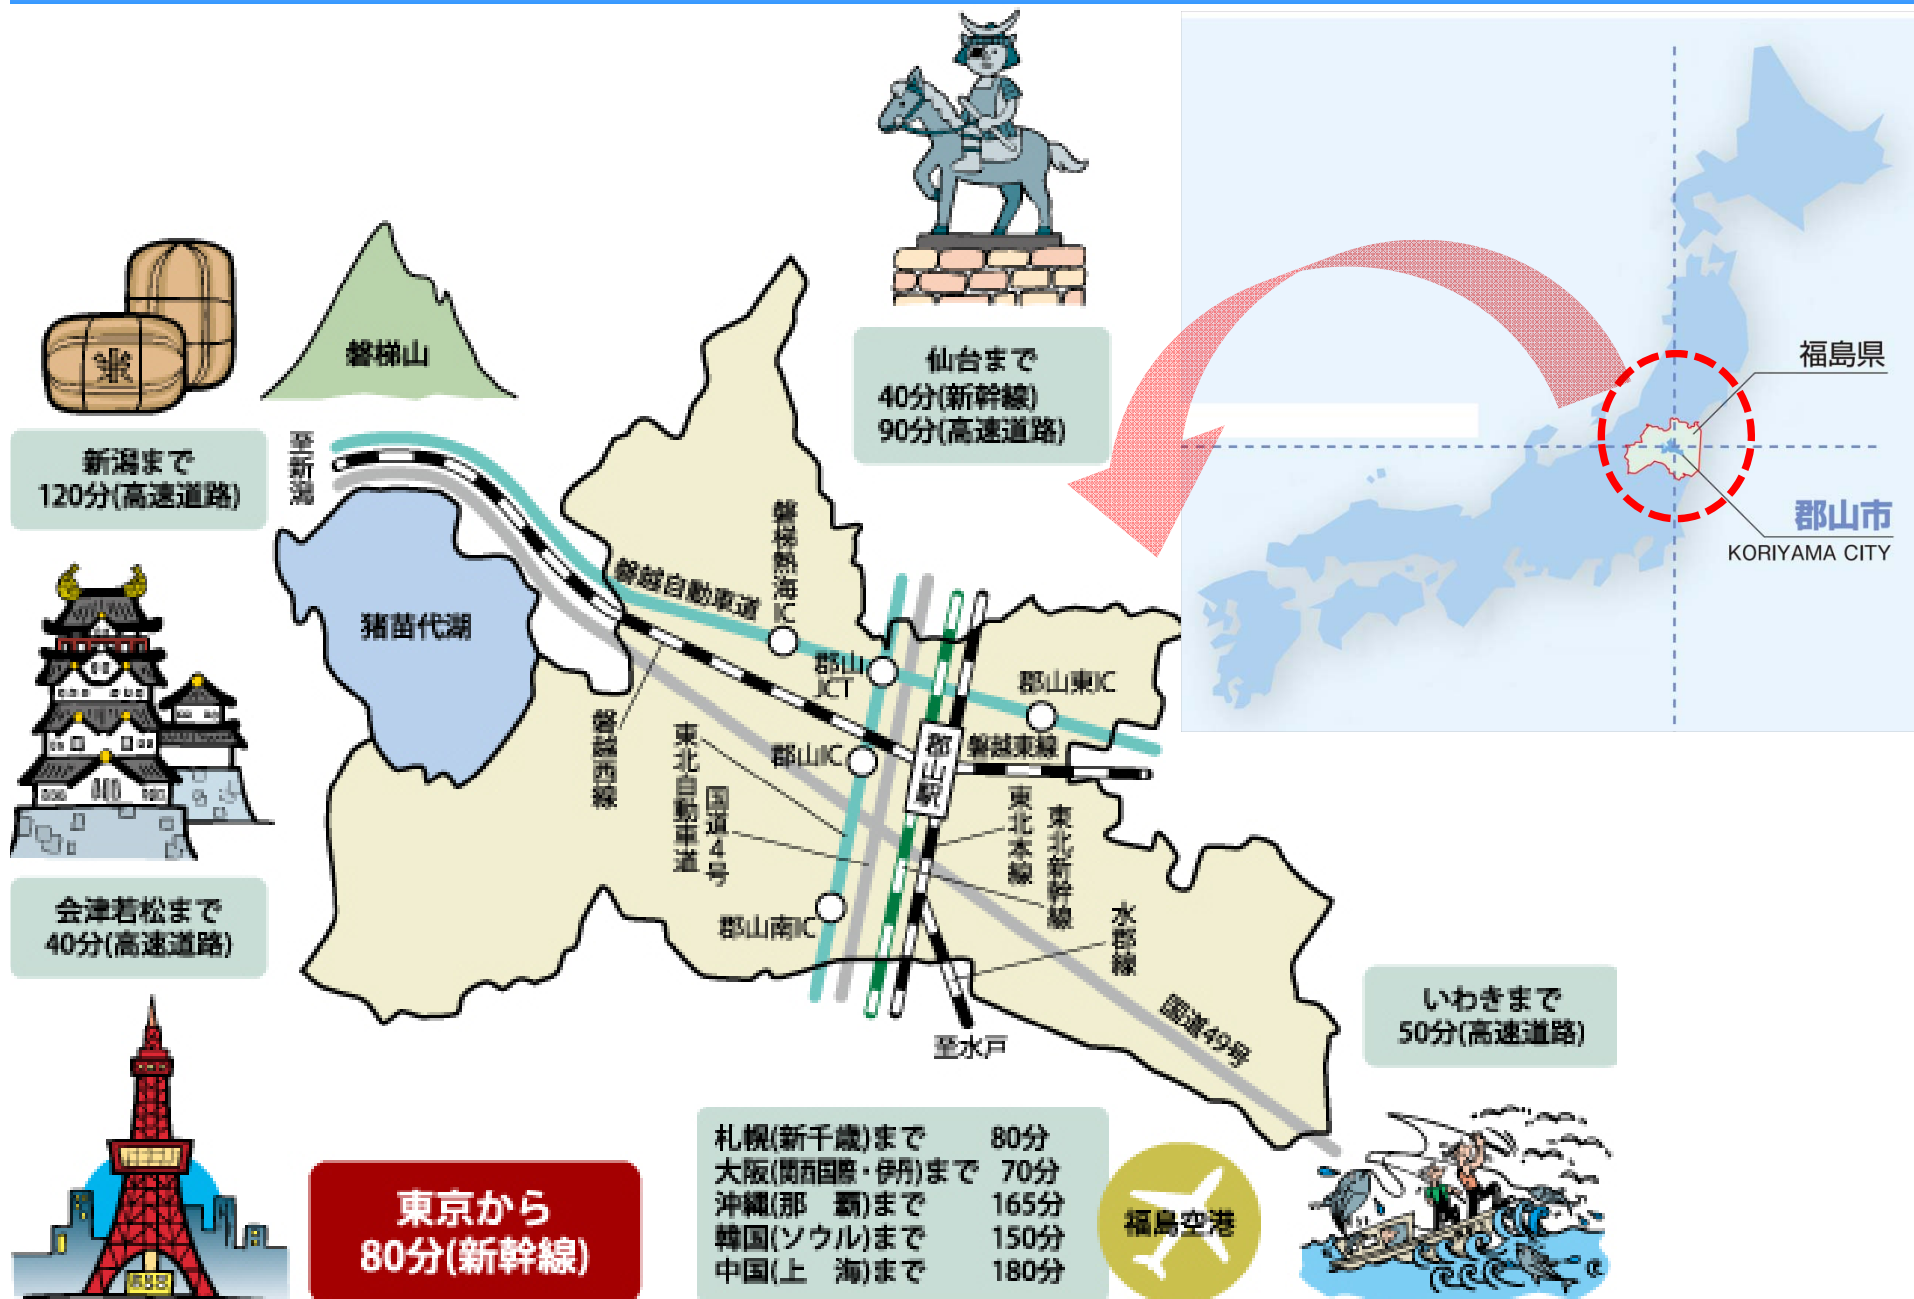 福島県
郡山市
KORIYAMA CITY
仙台まで
40分(新幹線)
90分(高速道路)
磐梯山
米
新潟まで
120分(高速道路)
至新潟
猪苗代湖
磐越自動車道
磐梯熱海IC
郡山JCT
郡山東IC
郡山IC
郡山駅
磐越東線
磐越西線
東北自動車道
国道4号
東北本線
東北新幹線
水郡線
郡山南IC
至水戸
国道49号
会津若松まで
40分(高速道路)
いわきまで
50分(高速道路)
東京から
80分(新幹線)
札幌(新千歳)まで 80分
大阪(関西国際・伊丹)まで 70分
沖縄(那 覇)まで 165分
韓国(ソウル)まで 150分
中国(上 海)まで 180分
福島空港